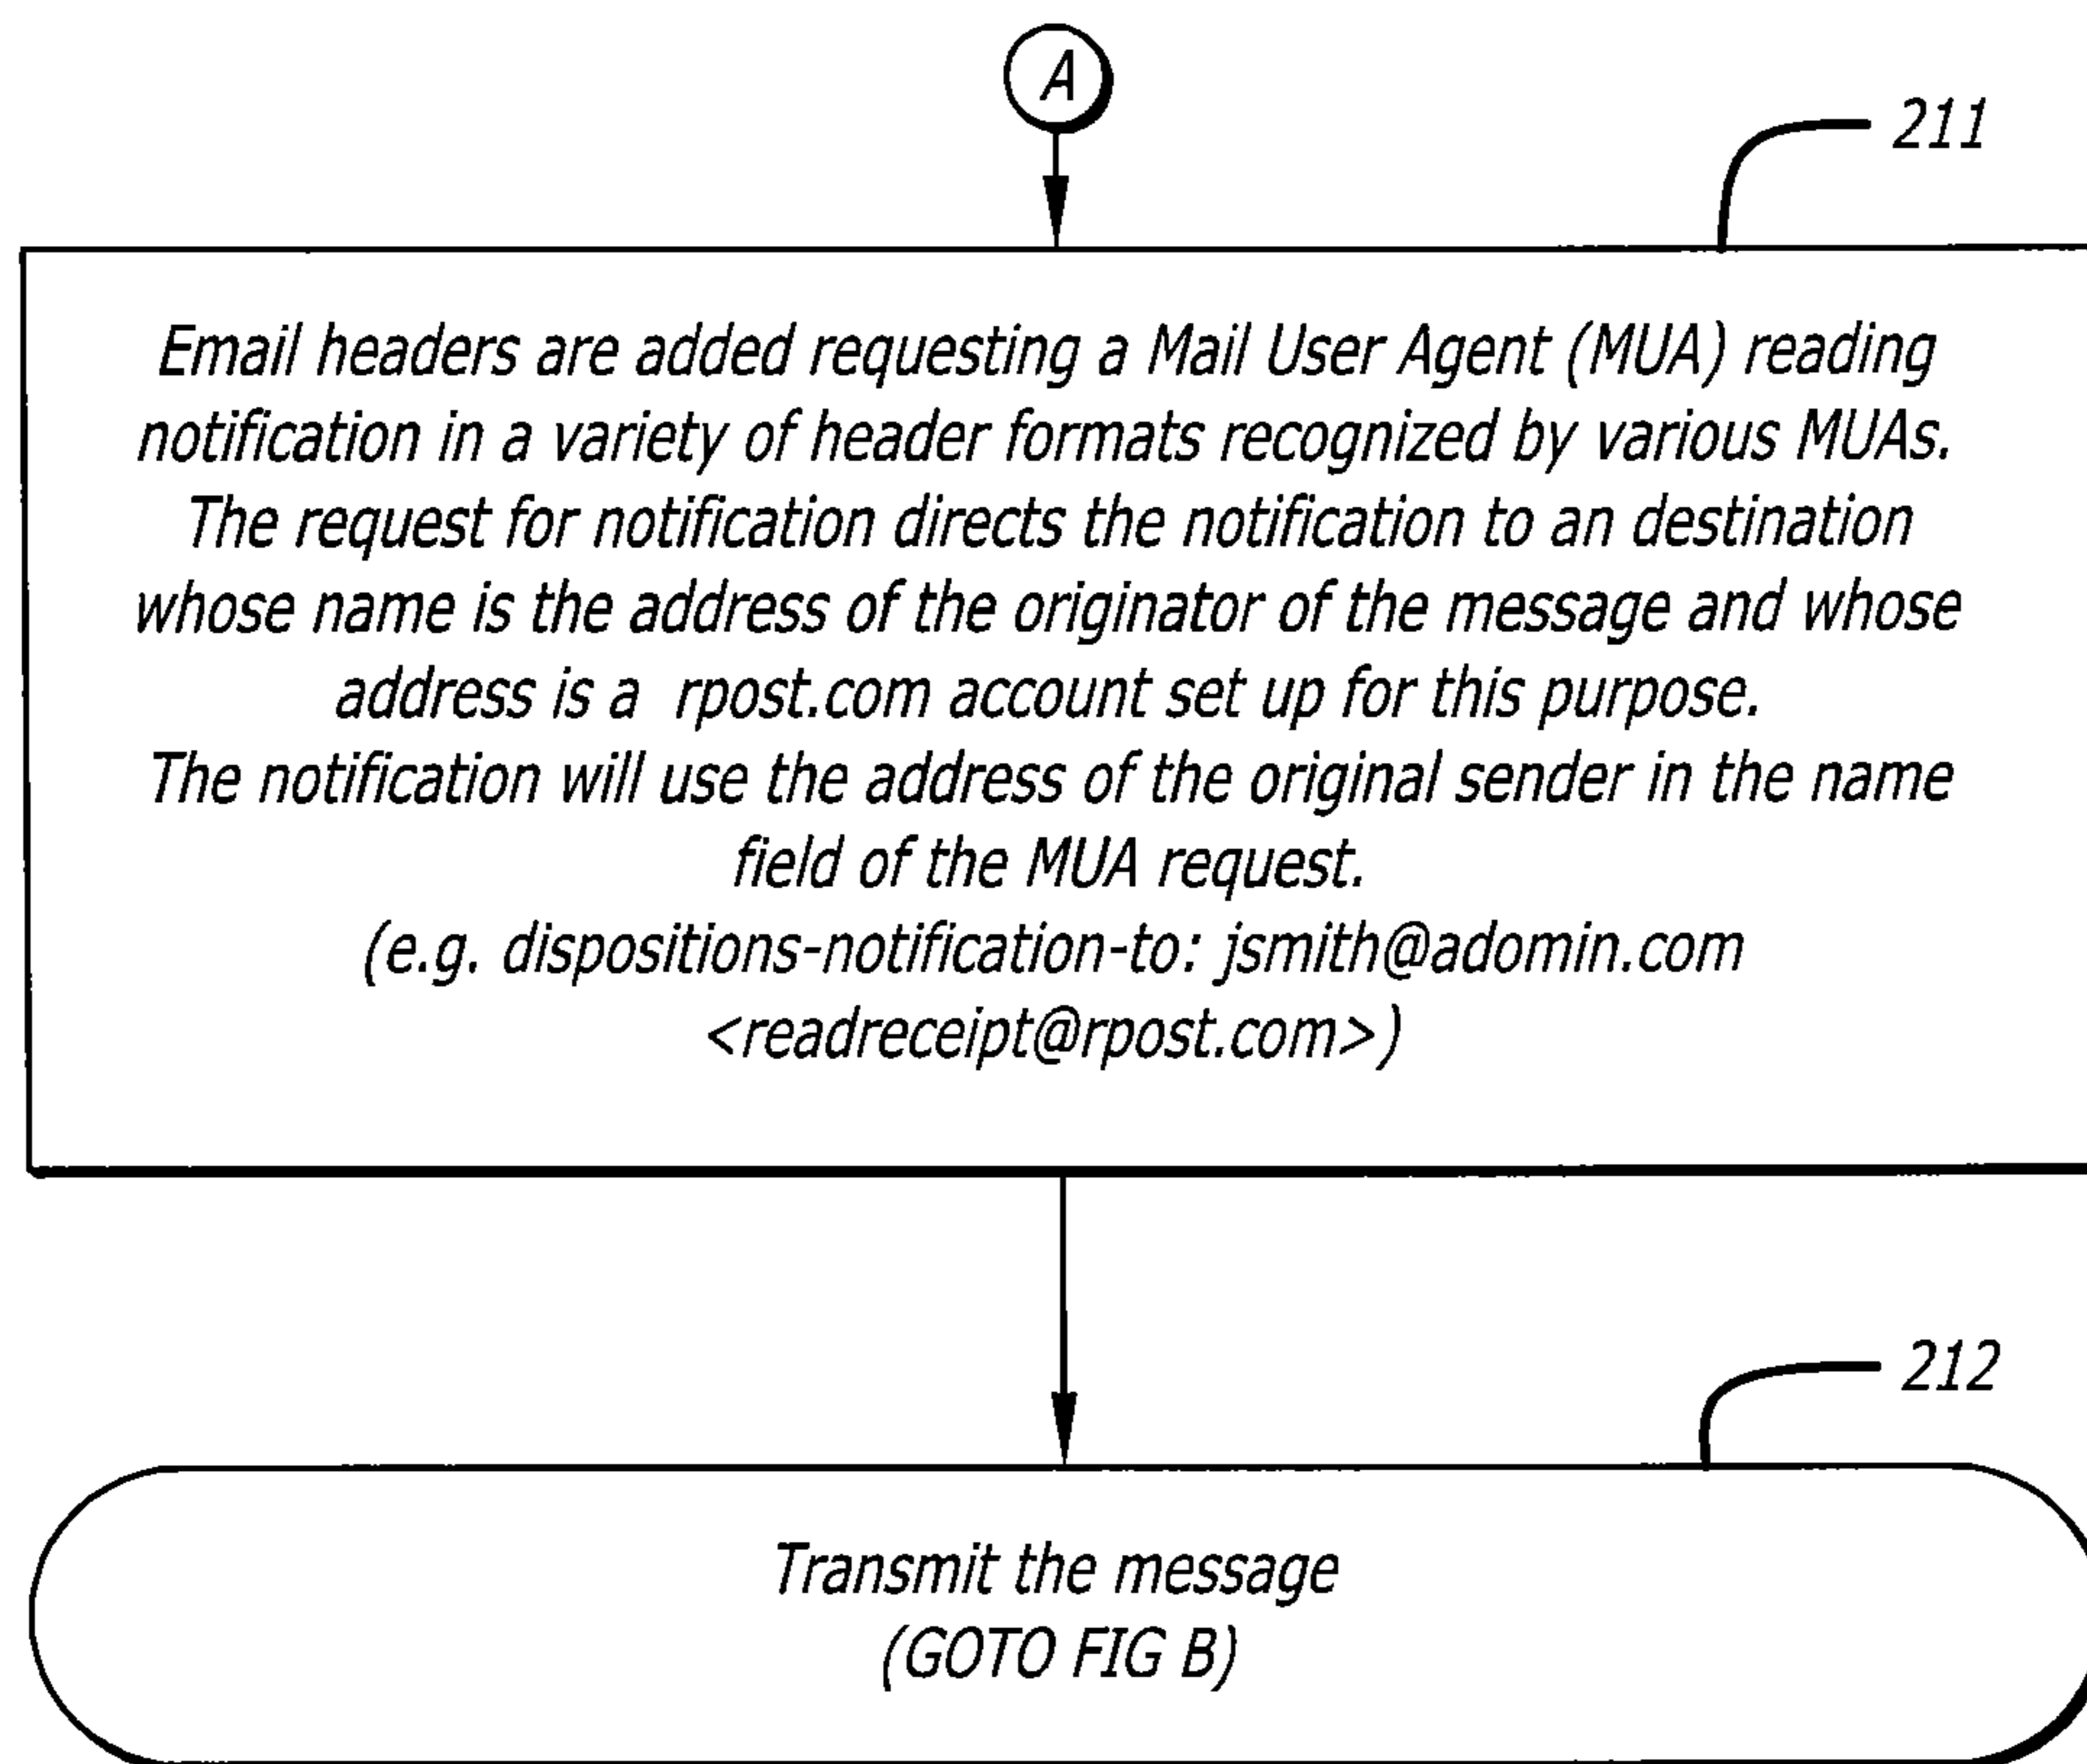 A
211
Email headers are added requesting a Mail User Agent (MUA) reading
notification in a variety of header formats recognized by various MUAs.
The request for notification directs the notification to an destination
whose name is the address of the originator of the message and whose
address is a rpost.com account set up for this purpose.
The notification will use the address of the original sender in the name
field of the MUA request.
(e.g. dispositions-notification-to: jsmith@adomin.com
<readreceipt@rpost.com>)
212
Transmit the message
(GOTO FIG B)